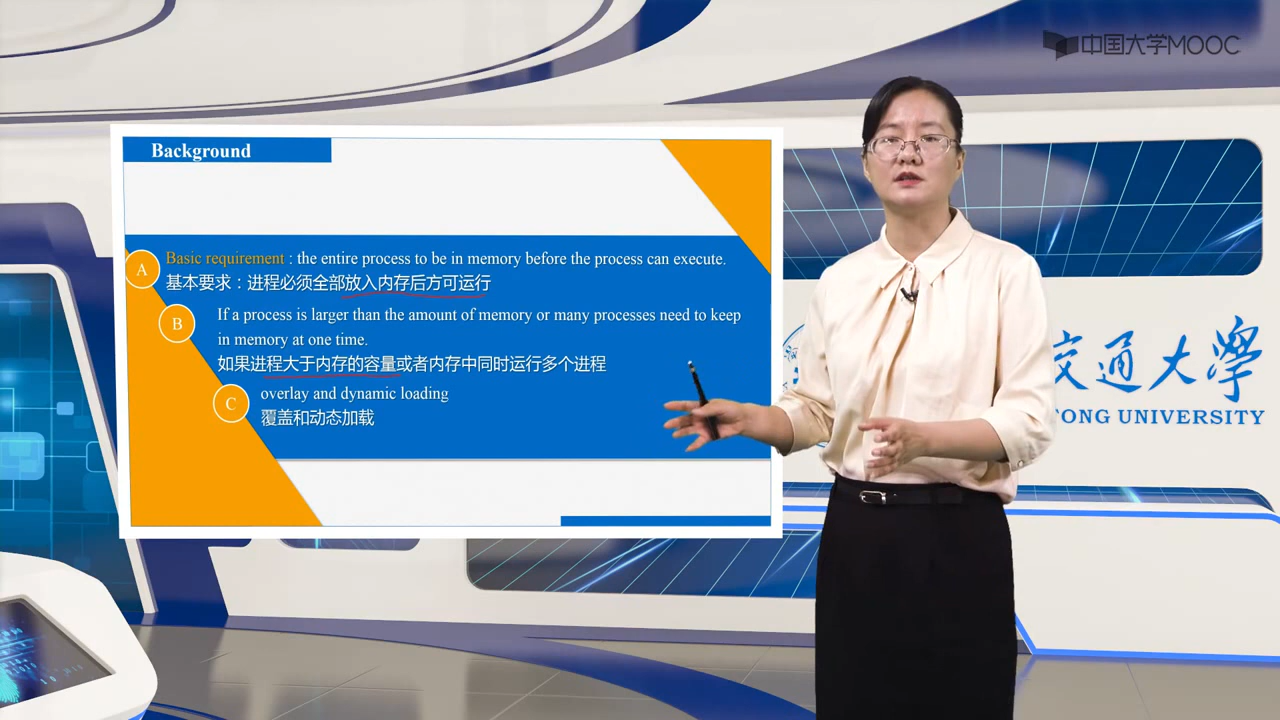 中国大学MOOC
Background
A
Basic requirement : the entire process to be in memory before the process can execute.
基本要求：进程必须全部放入内存后方可运行
B
If a process is larger than the amount of memory or many processes need to keep
in memory at one time.
如果进程大于内存的容量或者内存中同时运行多个进程
C
overlay and dynamic loading
覆盖和动态加载
交通大学
TONG UNIVERSITY